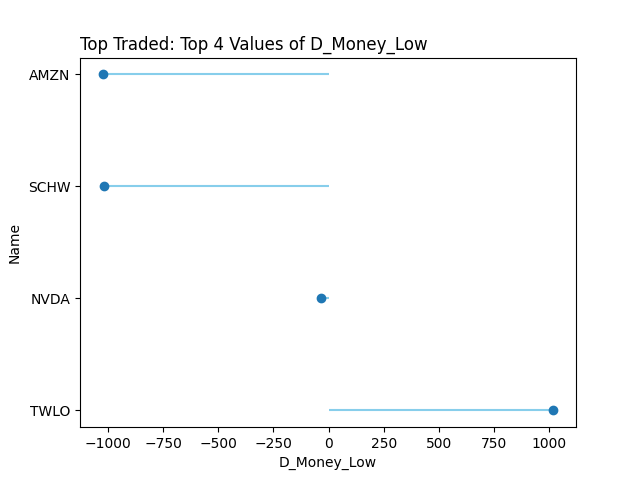 Top Traded: Top 4 Values of D_Money_Low
AMZN
SCHW
NVDA
TWLO
Name
−1000 −750 −500 −250 0 250 500 750 1000
D_Money_Low